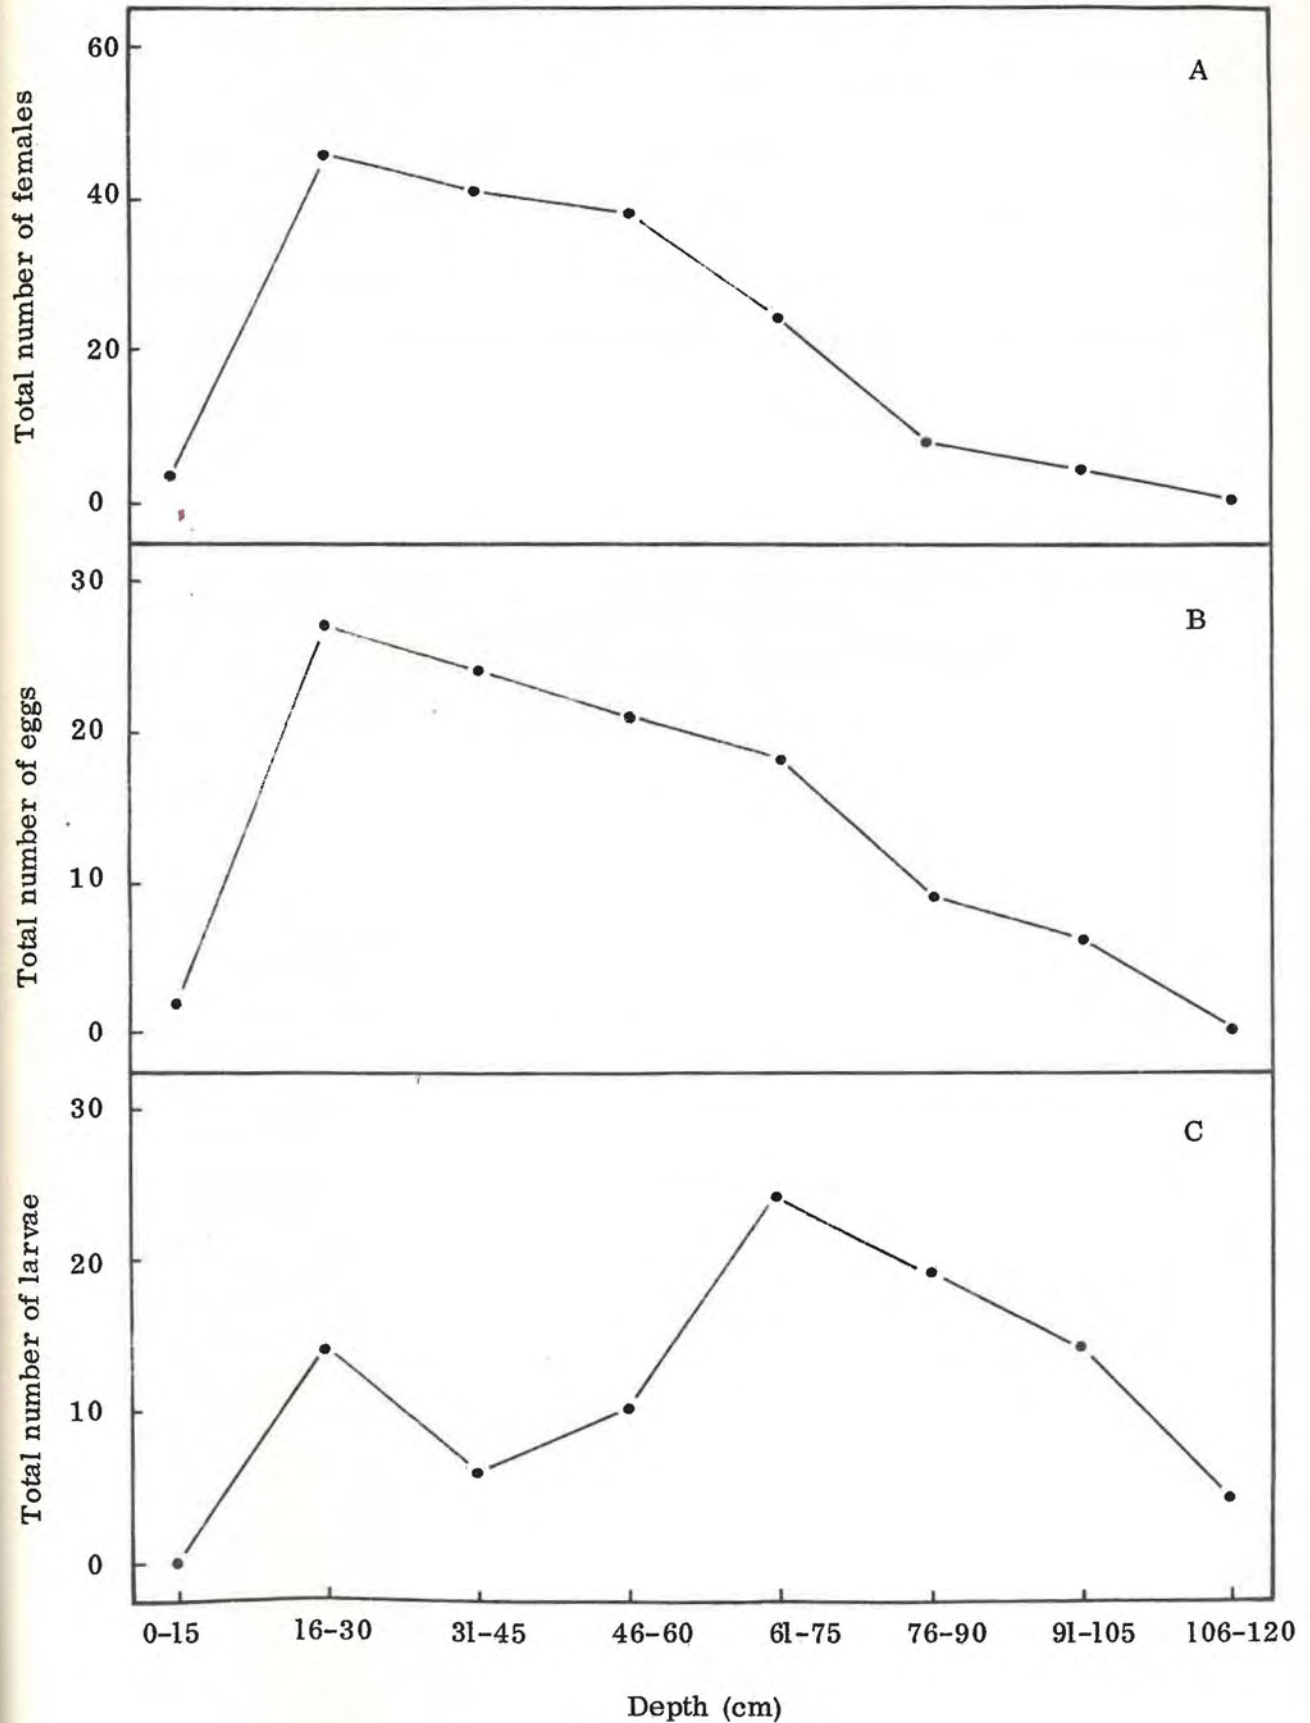 Total number of females
60
40
20
0
A
Total number of eggs
30
20
10
0
B
Total number of larvae
30
20
10
0
C
0-15 16-30 31-45 46-60 61-75 76-90 91-105 106-120
Depth (cm)